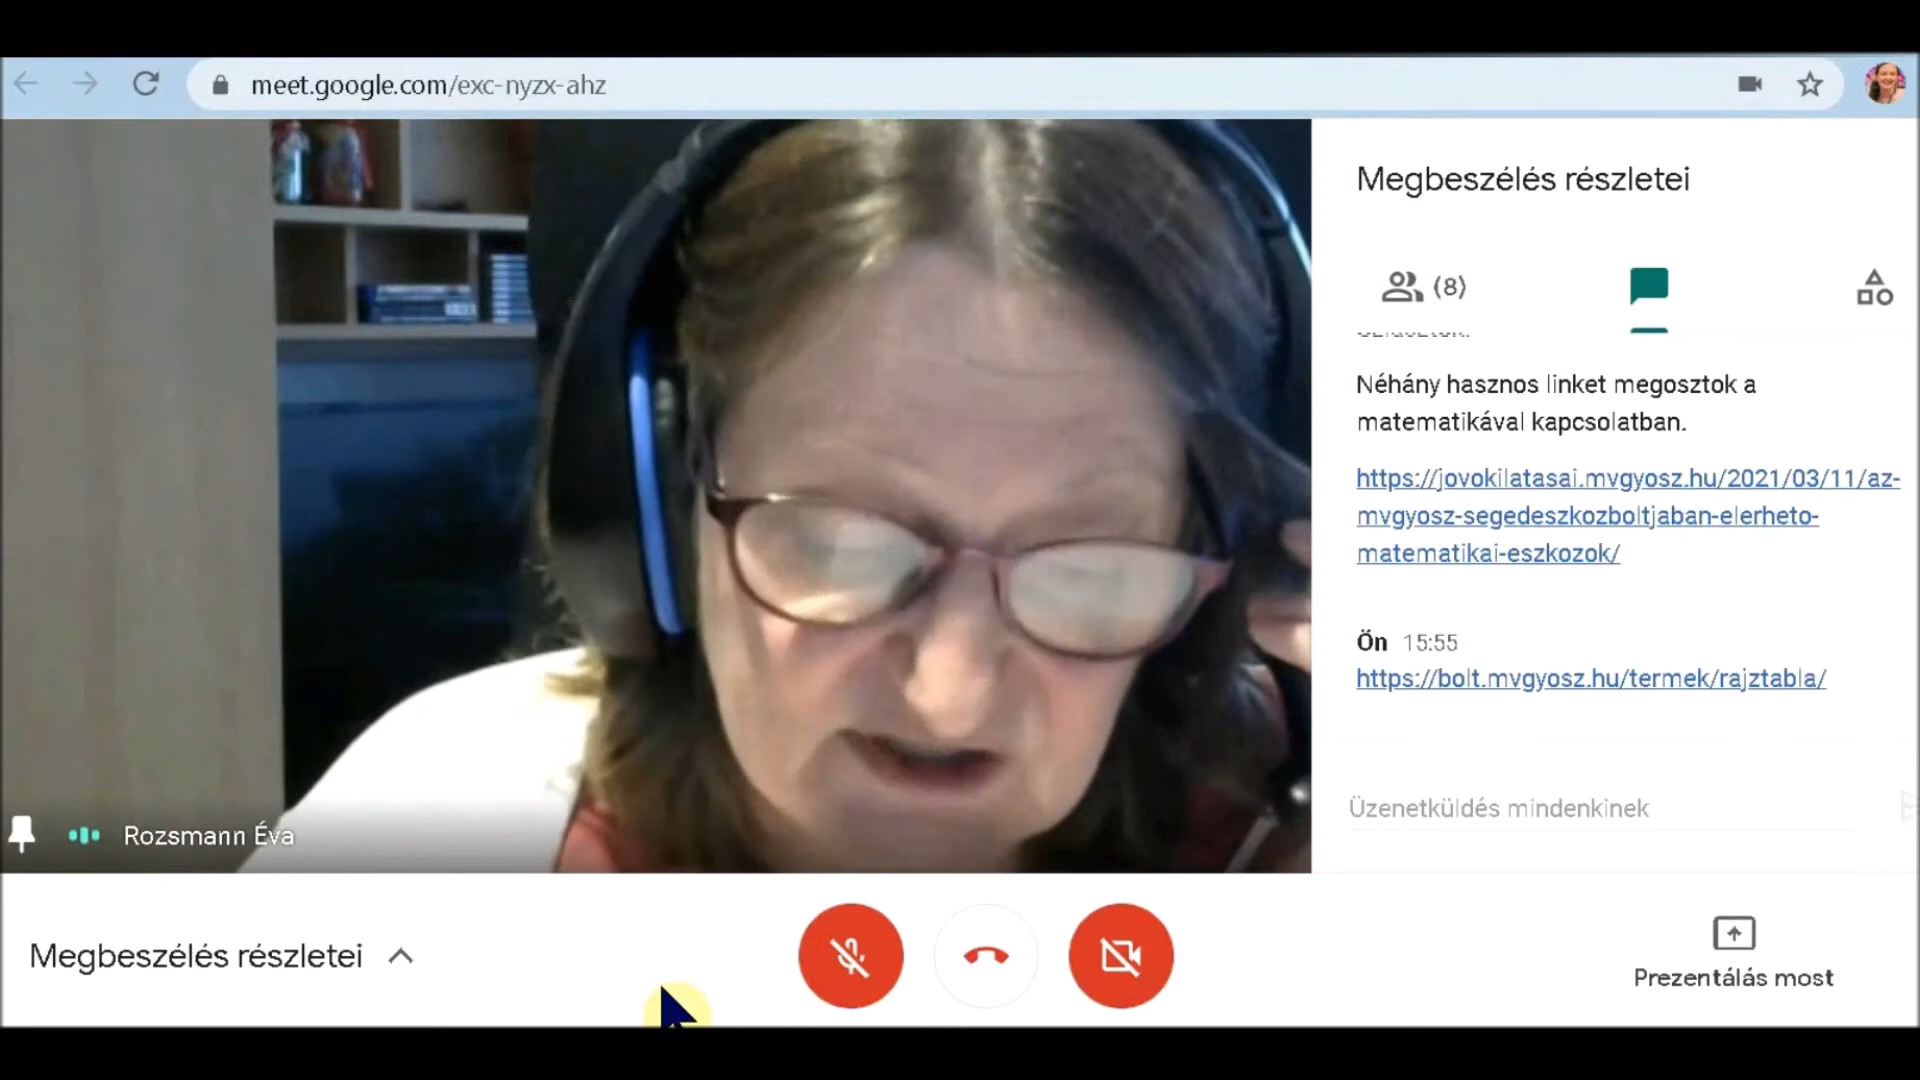 meet.google.com/exc-nyzx-ahz
Megbeszélés részletei
(8)
Néhány hasznos linket megosztok a
matematikával kapcsolatban.
https://jovokilatasai.mvgyosz.hu/2021/03/11/az-
mvgyosz-segedeszkozboltjaban-elerheto-
matematikai-eszkozok/
Ön 15:55
https://bolt.mvgyosz.hu/termek/rajztabla/
Üzenetküldés mindenkinek
Rozsmann Éva
Megbeszélés részletei
Prezentálás most